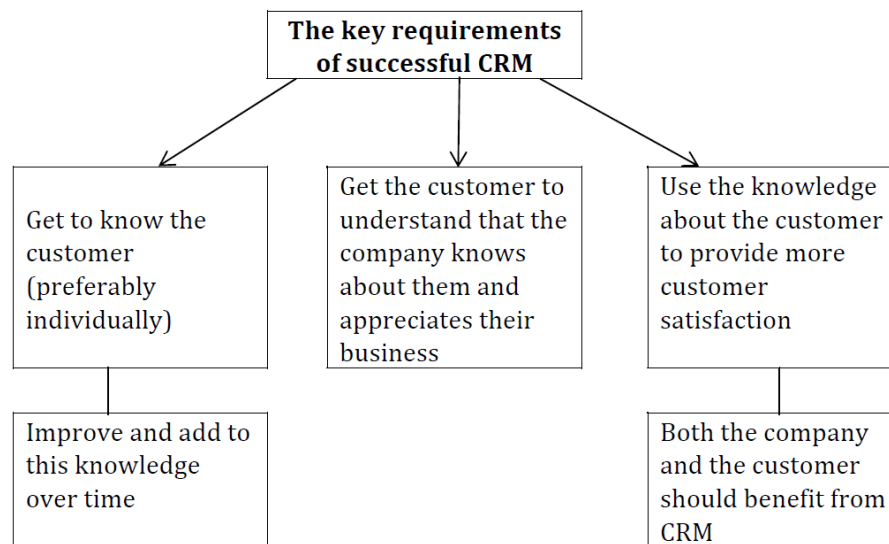 The key requirements
of successful CRM
Get to know the
customer
(preferably
individually)
Get the customer to
understand that the
company knows
about them and
appreciates their
business
Use the knowledge
about the customer
to provide more
customer
satisfaction
Improve and add to
this knowledge
over time
Both the company
and the customer
should benefit from
CRM